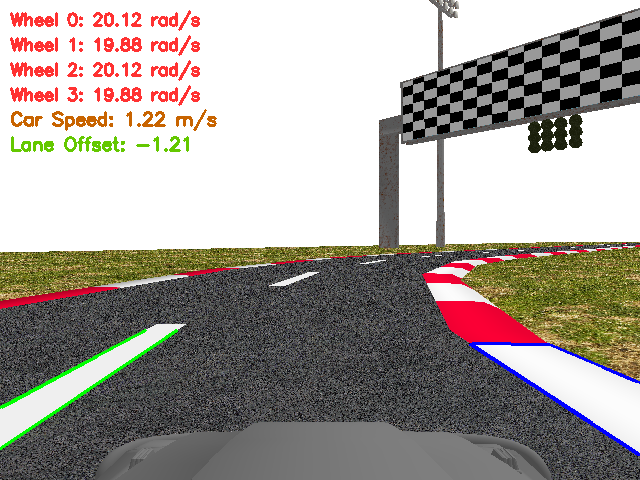 Wheel 0: 20.12 rad/s
Wheel 1: 19.88 rad/s
Wheel 2: 20.12 rad/s
Wheel 3: 19.88 rad/s
Car Speed: 1.22 m/s
Lane Offset: -1.21